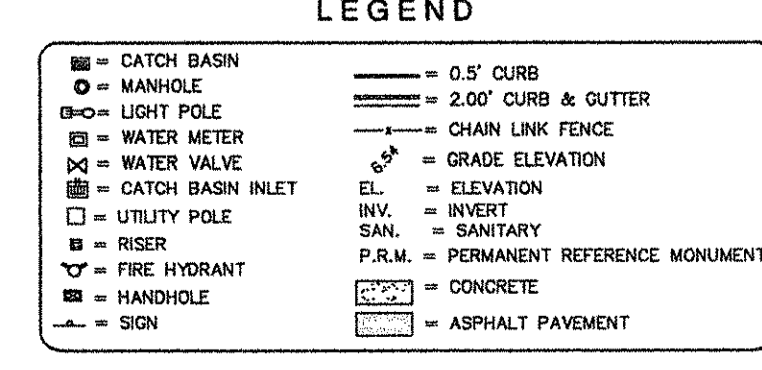 LEGEND
= CATCH BASIN
= MANHOLE
= LIGHT POLE
= WATER METER
= WATER VALVE
= CATCH BASIN INLET
= UTILITY POLE
= RISER
= FIRE HYDRANT
= HANDHOLE
= SIGN
= 0.5' CURB
= 2.00' CURB & GUTTER
x = CHAIN LINK FENCE
6.54 = GRADE ELEVATION
EL. = ELEVATION
INV. = INVERT
SAN. = SANITARY
P.R.M. = PERMANENT REFERENCE MONUMENT
= CONCRETE
= ASPHALT PAVEMENT